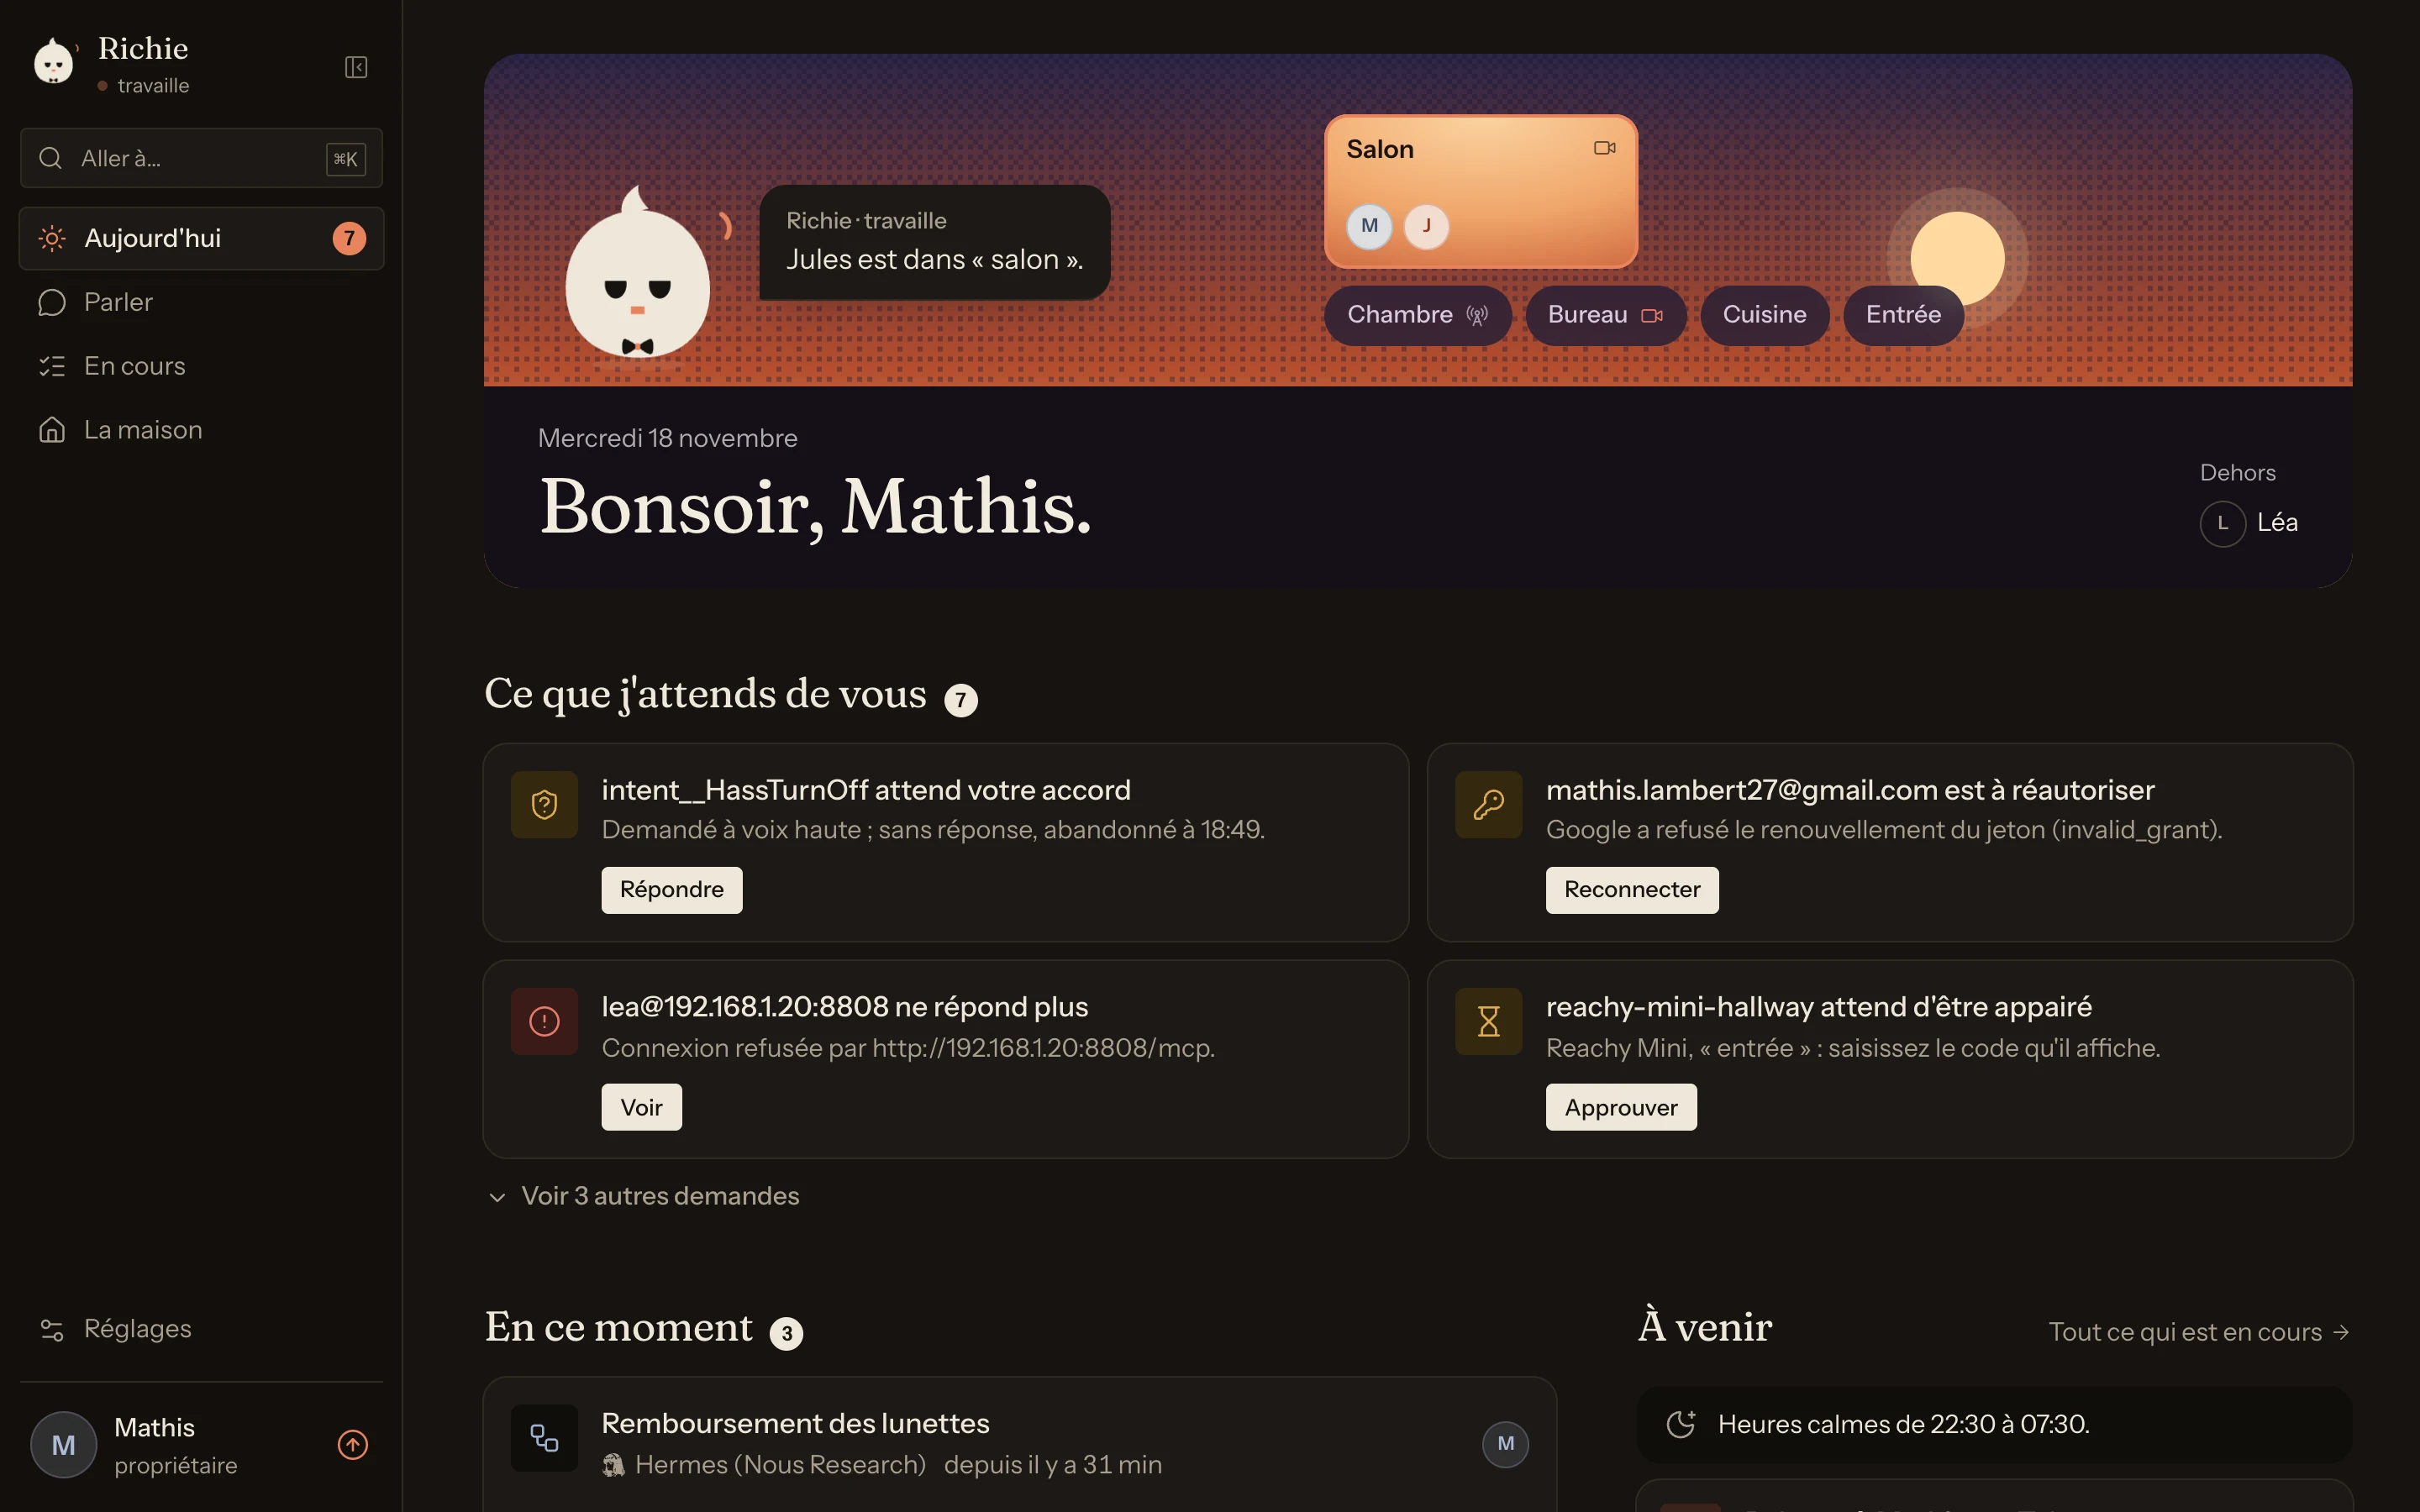 Richie
travaille
Aller à...
⌘K
Aujourd'hui
7
Parler
En cours
La maison
Réglages
M
Mathis
propriétaire
Richie · travaille
Jules est dans « salon ».
Salon
M
J
Chambre
Bureau
Cuisine
Entrée
Mercredi 18 novembre
Bonsoir, Mathis.
Dehors
L
Léa
Ce que j'attends de vous
7
intent__HassTurnOff attend votre accord
Demandé à voix haute ; sans réponse, abandonné à 18:49.
Répondre
mathis.lambert27@gmail.com est à réautoriser
Google a refusé le renouvellement du jeton (invalid_grant).
Reconnecter
lea@192.168.1.20:8808 ne répond plus
Connexion refusée par http://192.168.1.20:8808/mcp.
Voir
reachy-mini-hallway attend d'être appairé
Reachy Mini, « entrée » : saisissez le code qu'il affiche.
Approuver
Voir 3 autres demandes
En ce moment
3
Remboursement des lunettes
Hermes (Nous Research) depuis il y a 31 min
M
À venir
Tout ce qui est en cours →
Heures calmes de 22:30 à 07:30.